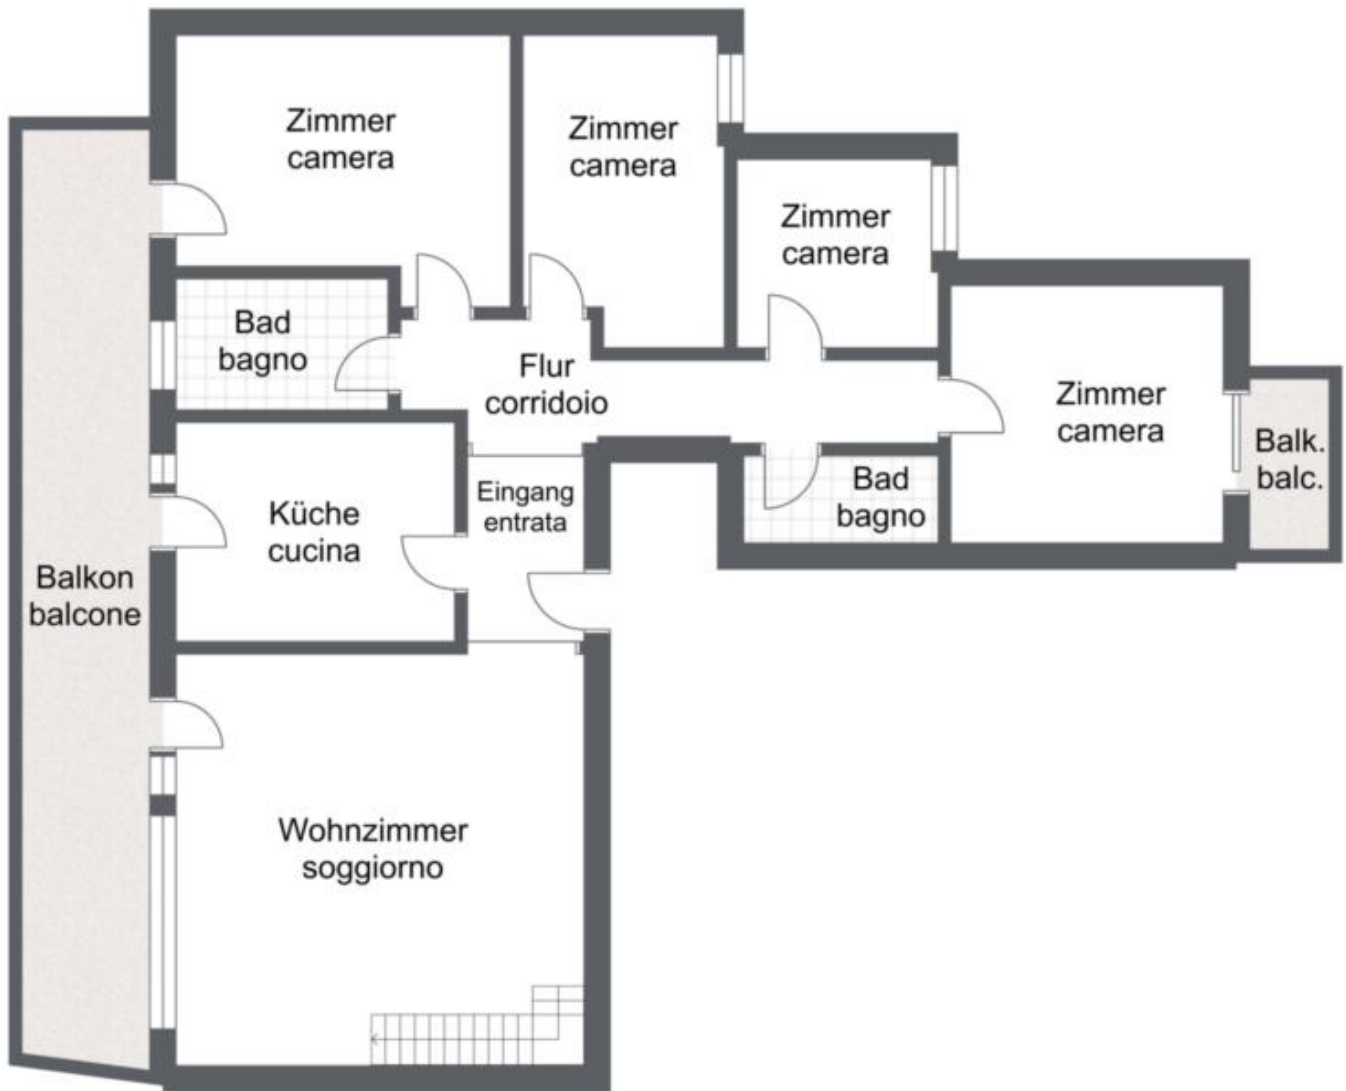 Zimmer
camera
Zimmer
camera
Zimmer
camera
Bad
bagno
Flur
corridoio
Zimmer
camera
Balk.
balc.
Bad
bagno
Eingang
entrata
Küche
cucina
Balkon
balcone
Wohnzimmer
soggiorno